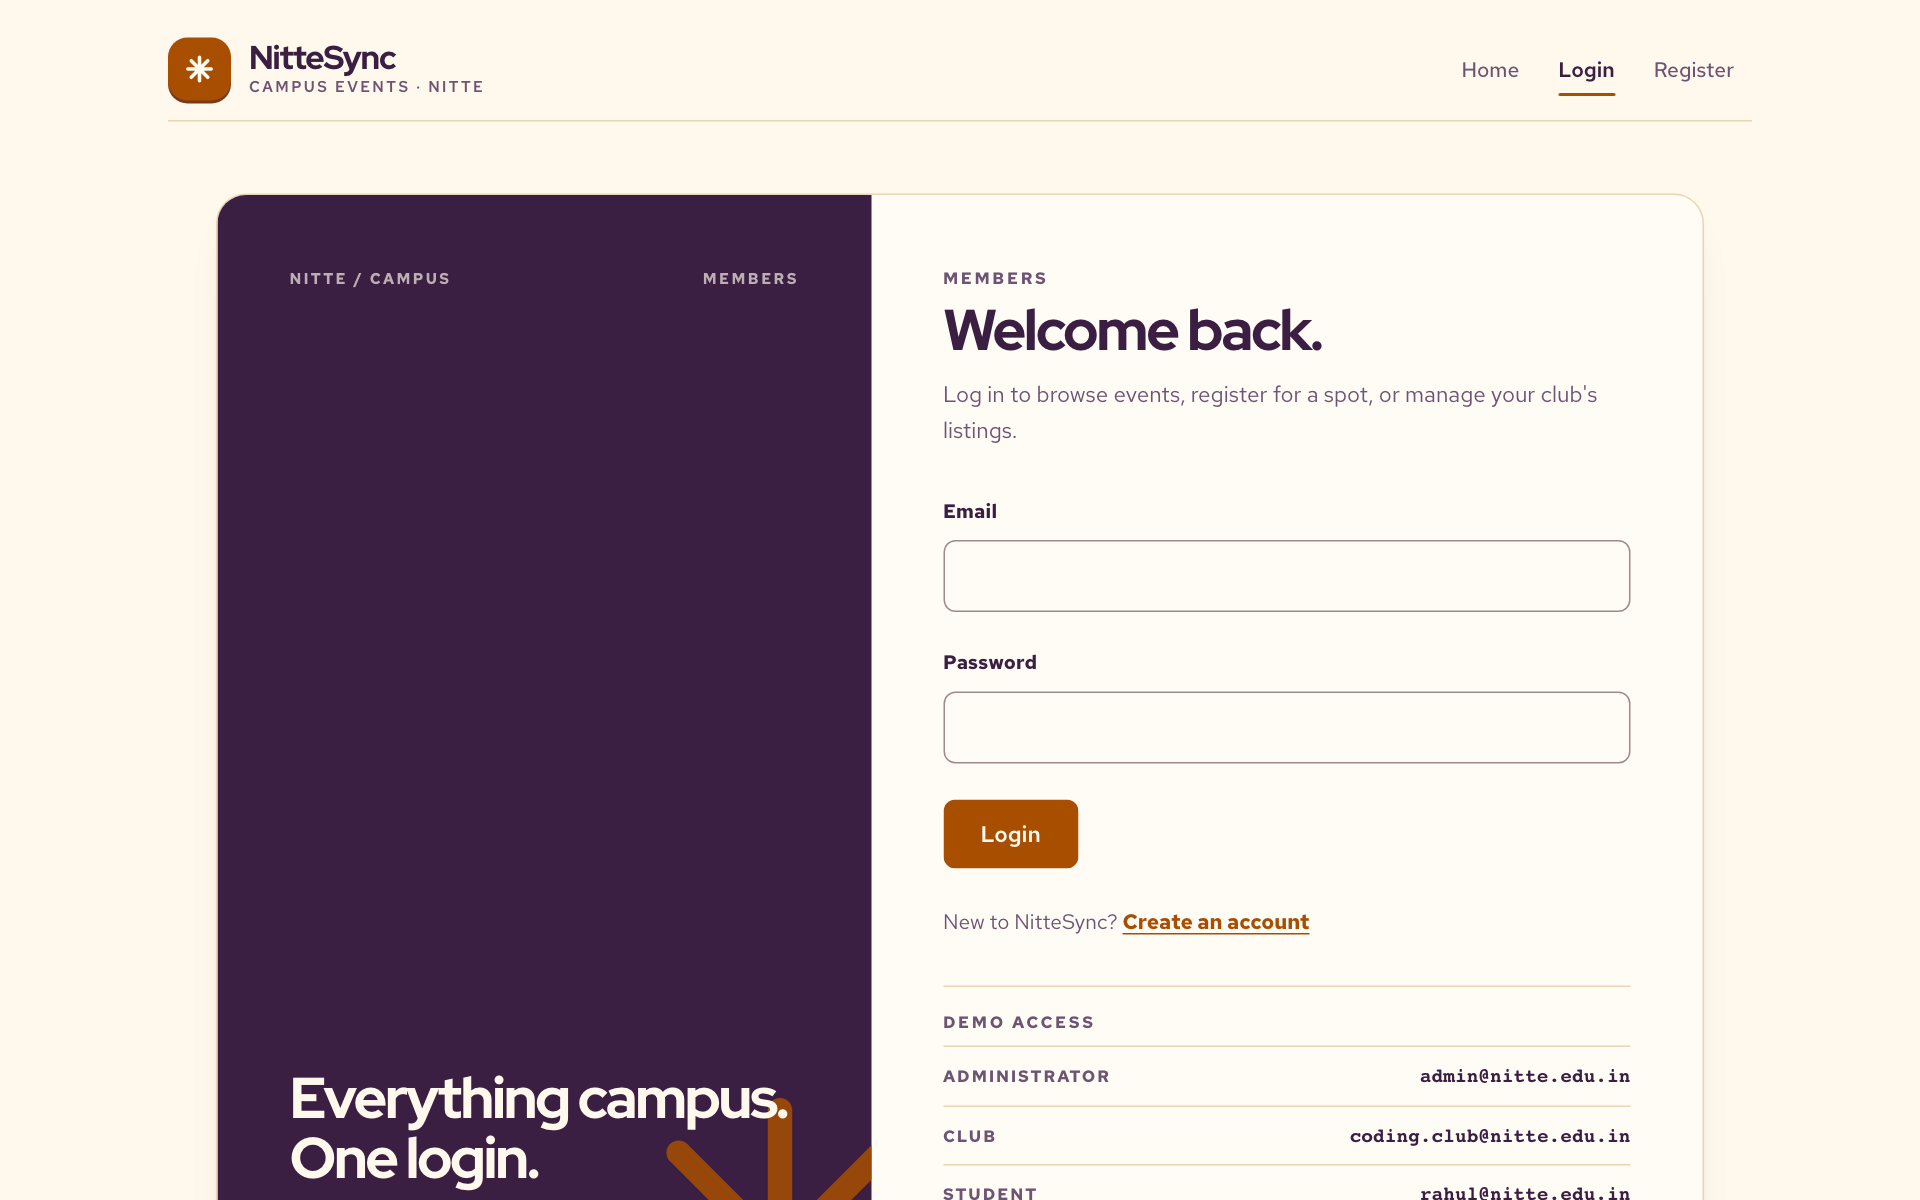 NitteSync
CAMPUS EVENTS · NITTE
Home
Login
Register
NITTE / CAMPUS
MEMBERS
Everything campus.
One login.
MEMBERS
Welcome back.
Log in to browse events, register for a spot, or manage your club's
listings.
Email
Password
Login
New to NitteSync? Create an account
DEMO ACCESS
ADMINISTRATOR admin@nitte.edu.in
CLUB coding.club@nitte.edu.in
STUDENT rahul@nitte.edu.in